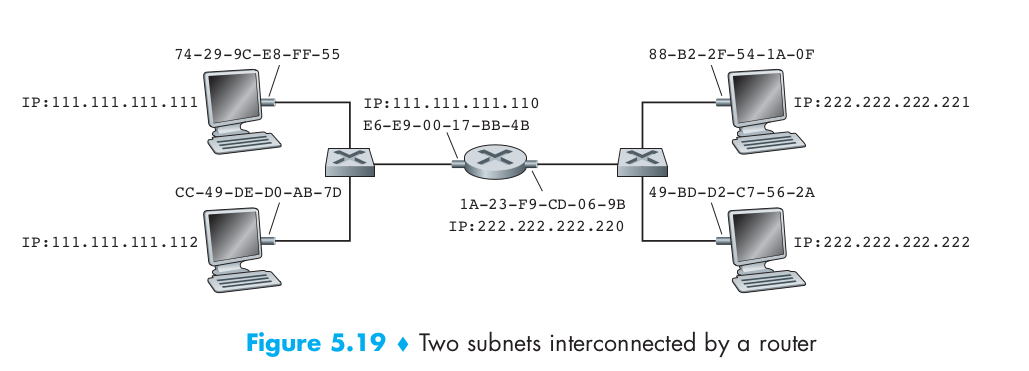 74-29-9C-E8-FF-55
88-B2-2F-54-1A-0F
IP:111.111.111.111
IP:111.111.111.110
E6-E9-00-17-BB-4B
IP:222.222.222.221
CC-49-DE-D0-AB-7D
1A-23-F9-CD-06-9B
IP:222.222.222.220
49-BD-D2-C7-56-2A
IP:111.111.111.112
IP:222.222.222.222
Figure 5.19 ♦ Two subnets interconnected by a router